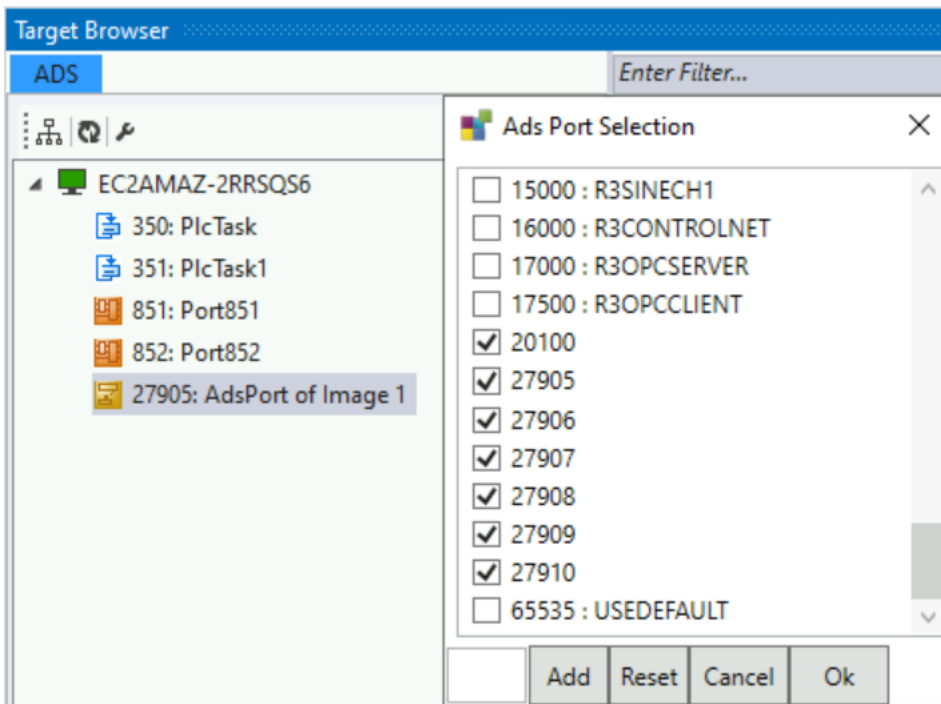 Target Browser
ADS
Enter Filter...
EC2AMAZ-2RRSQS6
350: PlcTask
351: PlcTask1
851: Port851
852: Port852
27905: AdsPort of Image 1
Ads Port Selection
15000 : R3SINECH1
16000 : R3CONTROLNET
17000 : R3OPCSERVER
17500 : R3OPCCLIENT
20100
27905
27906
27907
27908
27909
27910
65535 : USEDEFAULT
Add Reset Cancel Ok